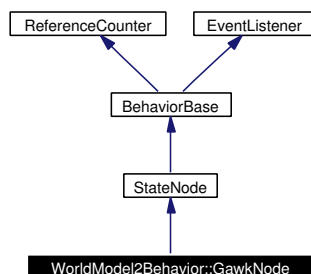 ReferenceCounter EventListener
BehaviorBase
StateNode
WorldModel2Behavior::GawkNode